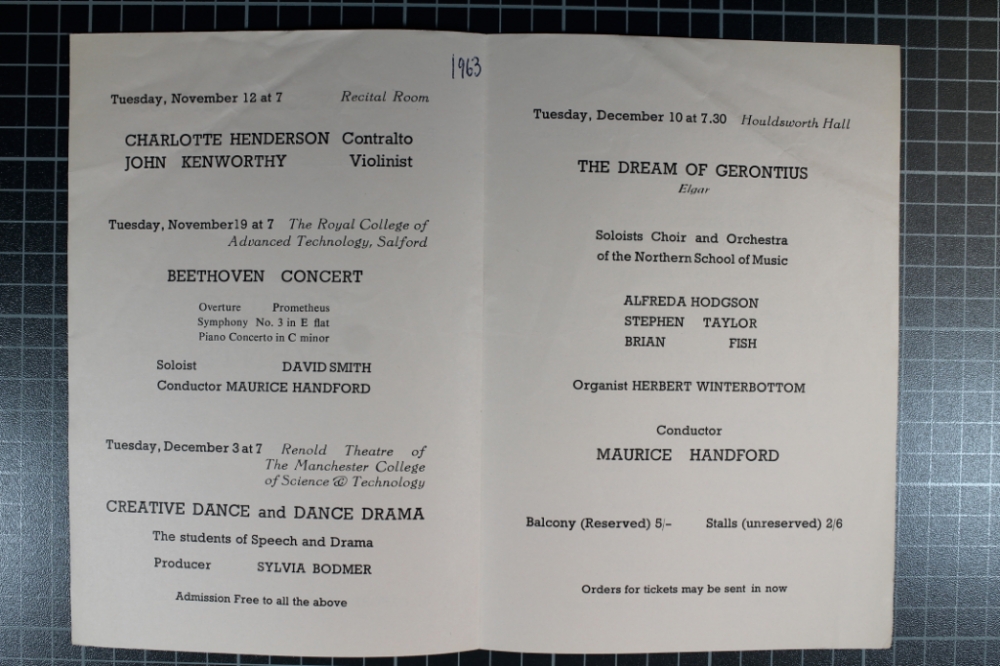 1963
Tuesday, November 12 at 7 Recital Room
CHARLOTTE HENDERSON Contralto
JOHN KENWORTHY Violinist
Tuesday, November19 at 7 The Royal College of
Advanced Technology, Salford
BEETHOVEN CONCERT
Overture Prometheus
Symphony No. 3 in E flat
Piano Concerto in C minor
Soloist DAVID SMITH
Conductor MAURICE HANDFORD
Tuesday, December 3 at 7 Renold Theatre of
The Manchester College
of Science & Technology
CREATIVE DANCE and DANCE DRAMA
The students of Speech and Drama
Producer SYLVIA BODMER
Admission Free to all the above
Tuesday, December 10 at 7.30 Houldsworth Hall
THE DREAM OF GERONTIUS
Elgar
Soloists Choir and Orchestra
of the Northern School of Music
ALFREDA HODGSON
STEPHEN TAYLOR
BRIAN FISH
Organist HERBERT WINTERBOTTOM
Conductor
MAURICE HANDFORD
Balcony (Reserved) 5/- Stalls (unreserved) 2/6
Orders for tickets may be sent in now